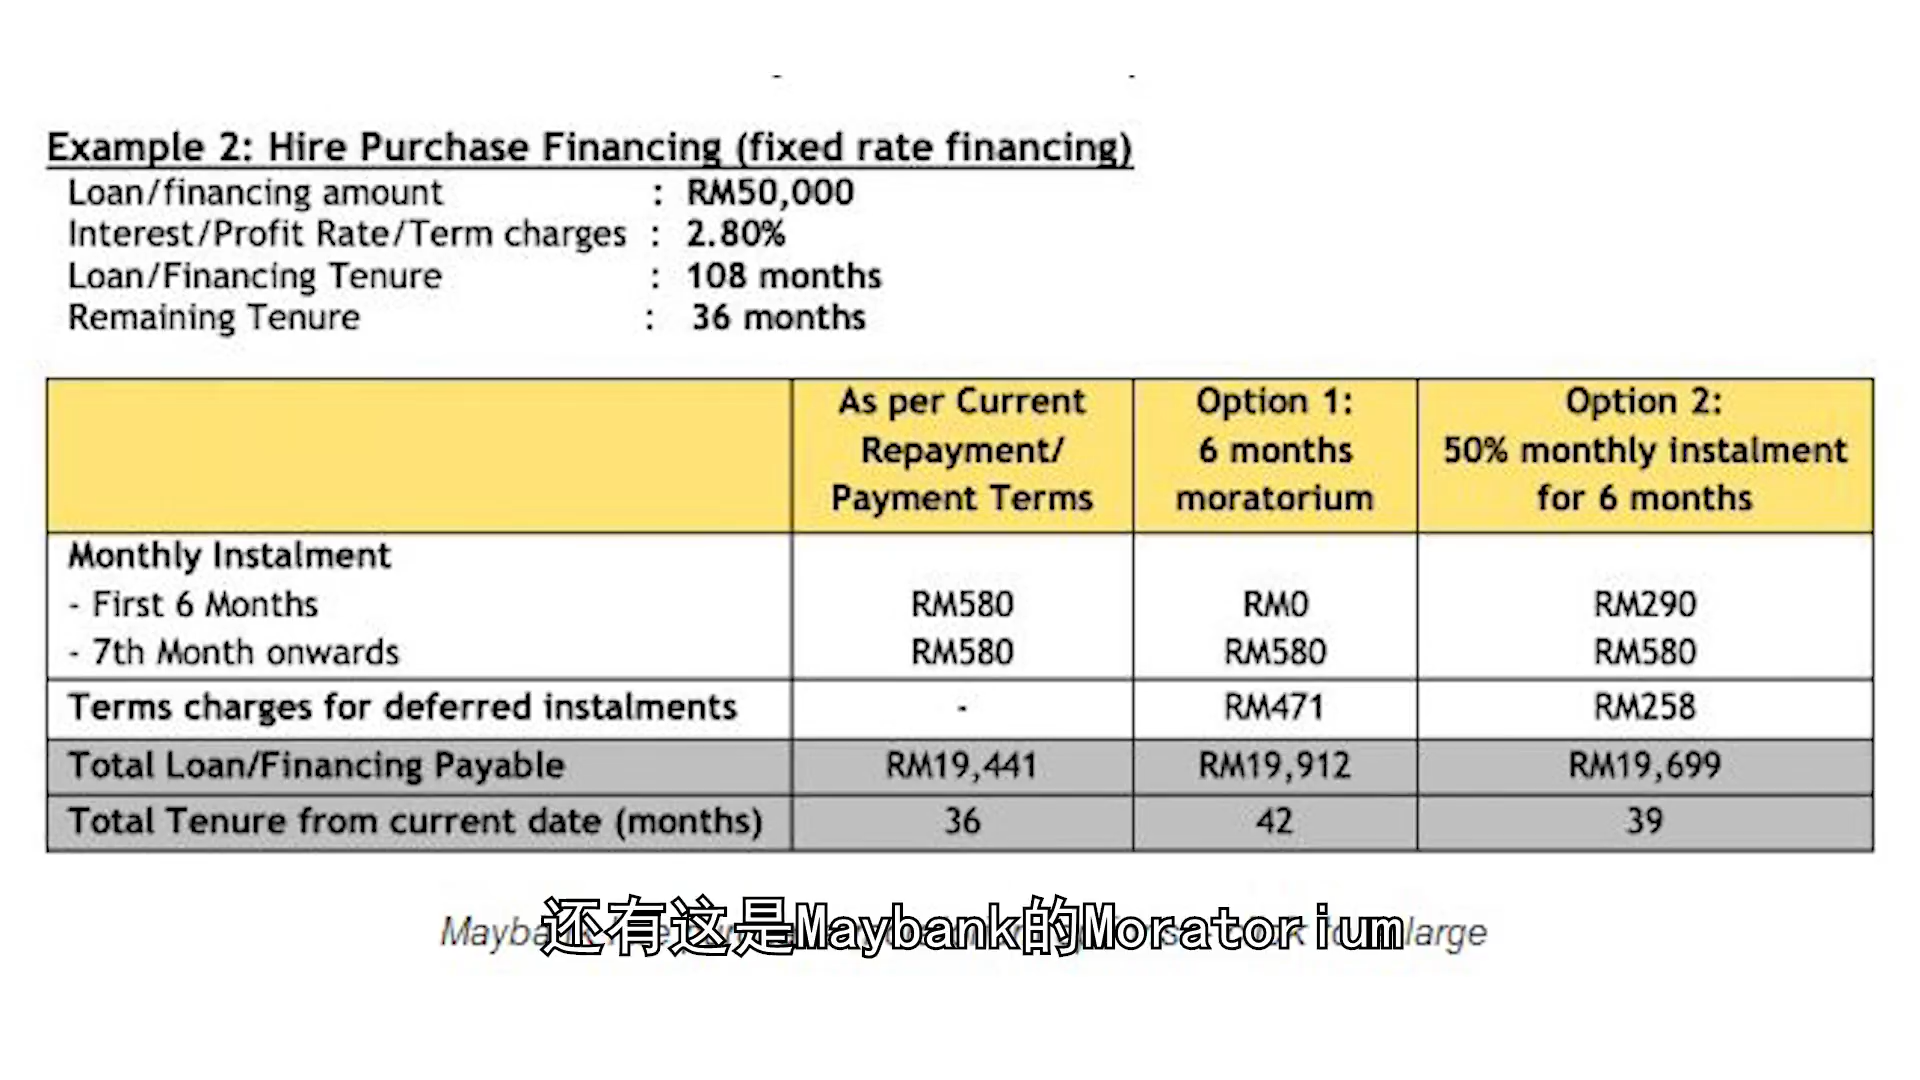 Example 2: Hire Purchase Financing (fixed rate financing)
Loan/financing amount : RM50,000
Interest/Profit Rate/Term charges : 2.80%
Loan/Financing Tenure : 108 months
Remaining Tenure : 36 months
As per Current Repayment/ Payment Terms
Option 1: 6 months moratorium
Option 2: 50% monthly instalment for 6 months
Monthly Instalment
- First 6 Months RM580 RM0 RM290
- 7th Month onwards RM580 RM580 RM580
Terms charges for deferred instalments - RM471 RM258
Total Loan/Financing Payable RM19,441 RM19,912 RM19,699
Total Tenure from current date (months) 36 42 39
还有这是Maybank的Moratorium